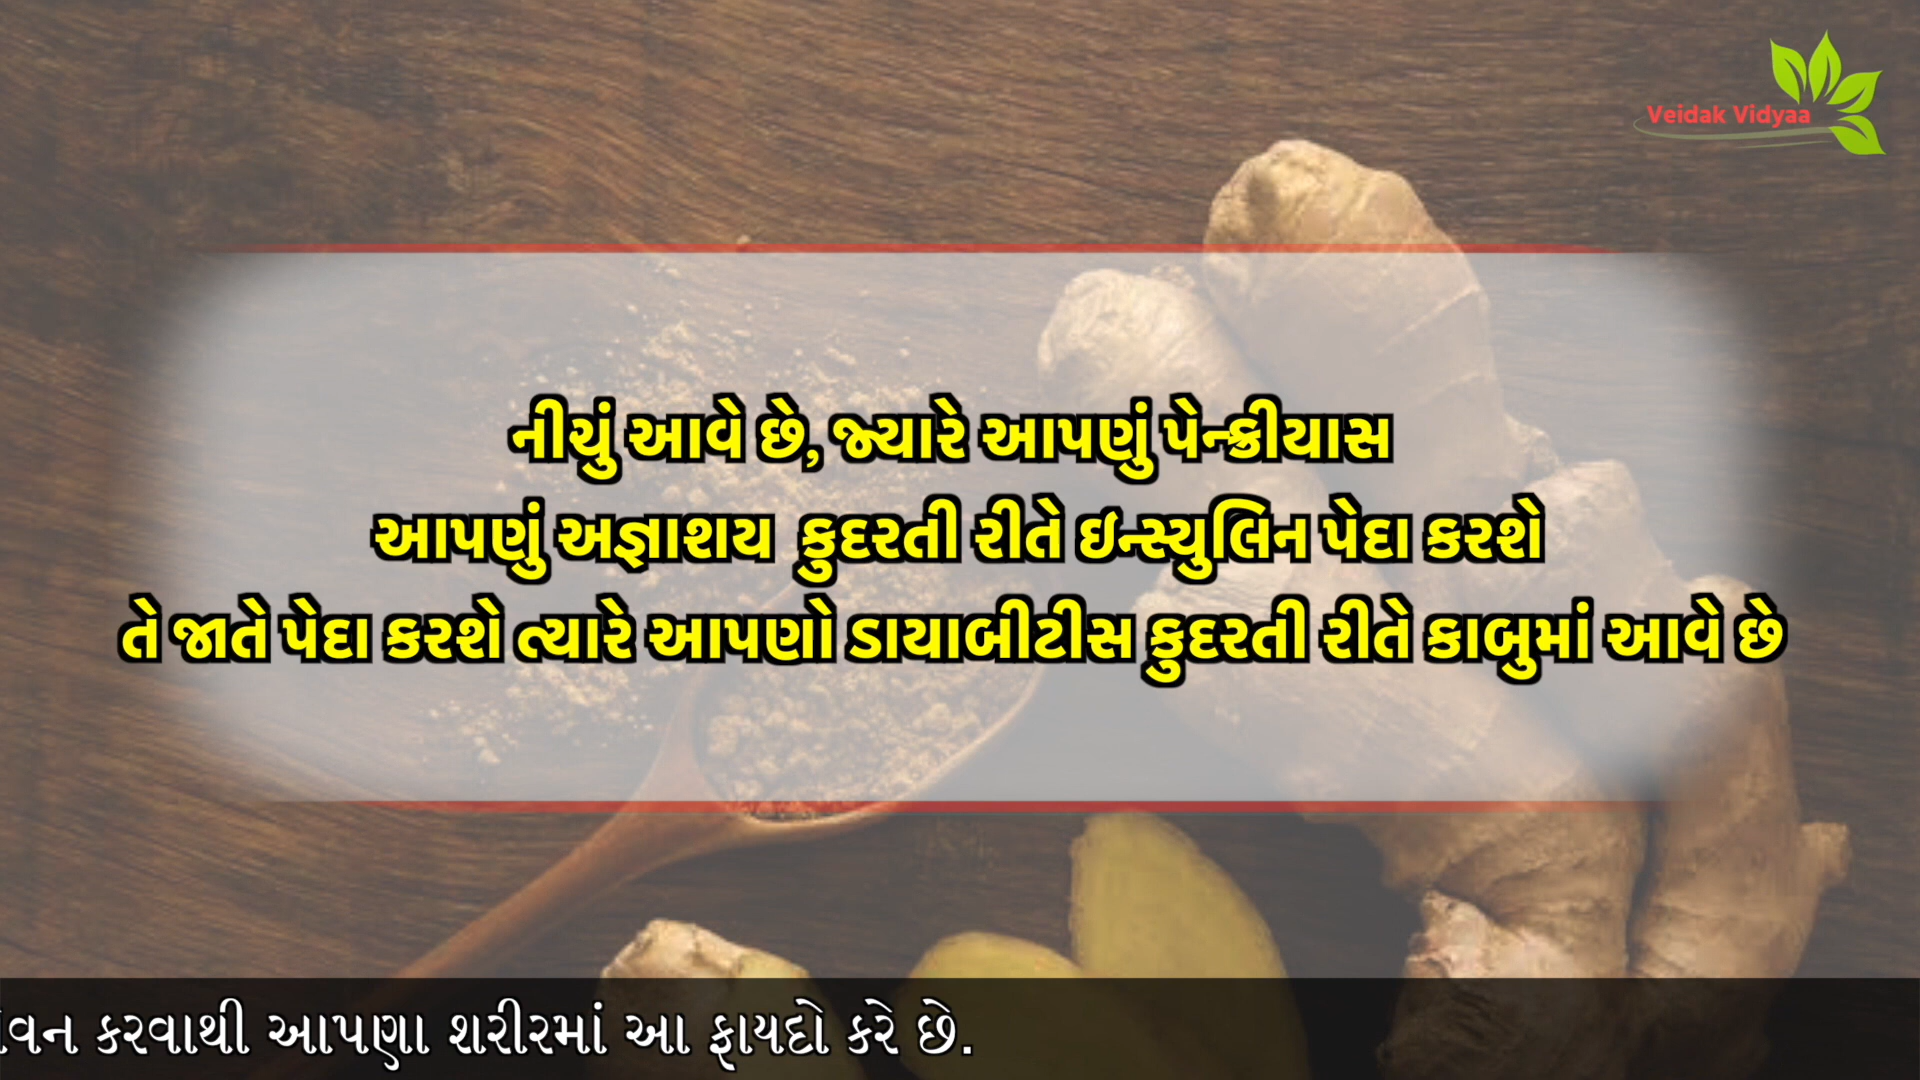 Veidak Vidyaa
નીચું આવે છે, જ્યારે આપણું પેન્ક્રીયાસ
આપણું અજ્ઞાશય કુદરતી રીતે ઇન્સ્યુલિન પેદા કરશે
તે જાતે પેદા કરશે ત્યારે આપણો ડાયાબીટીસ કુદરતી રીતે કાબુમાં આવે છે
કરવાથી આપણા શરીરમાં આ ફાયદો કરે છે.